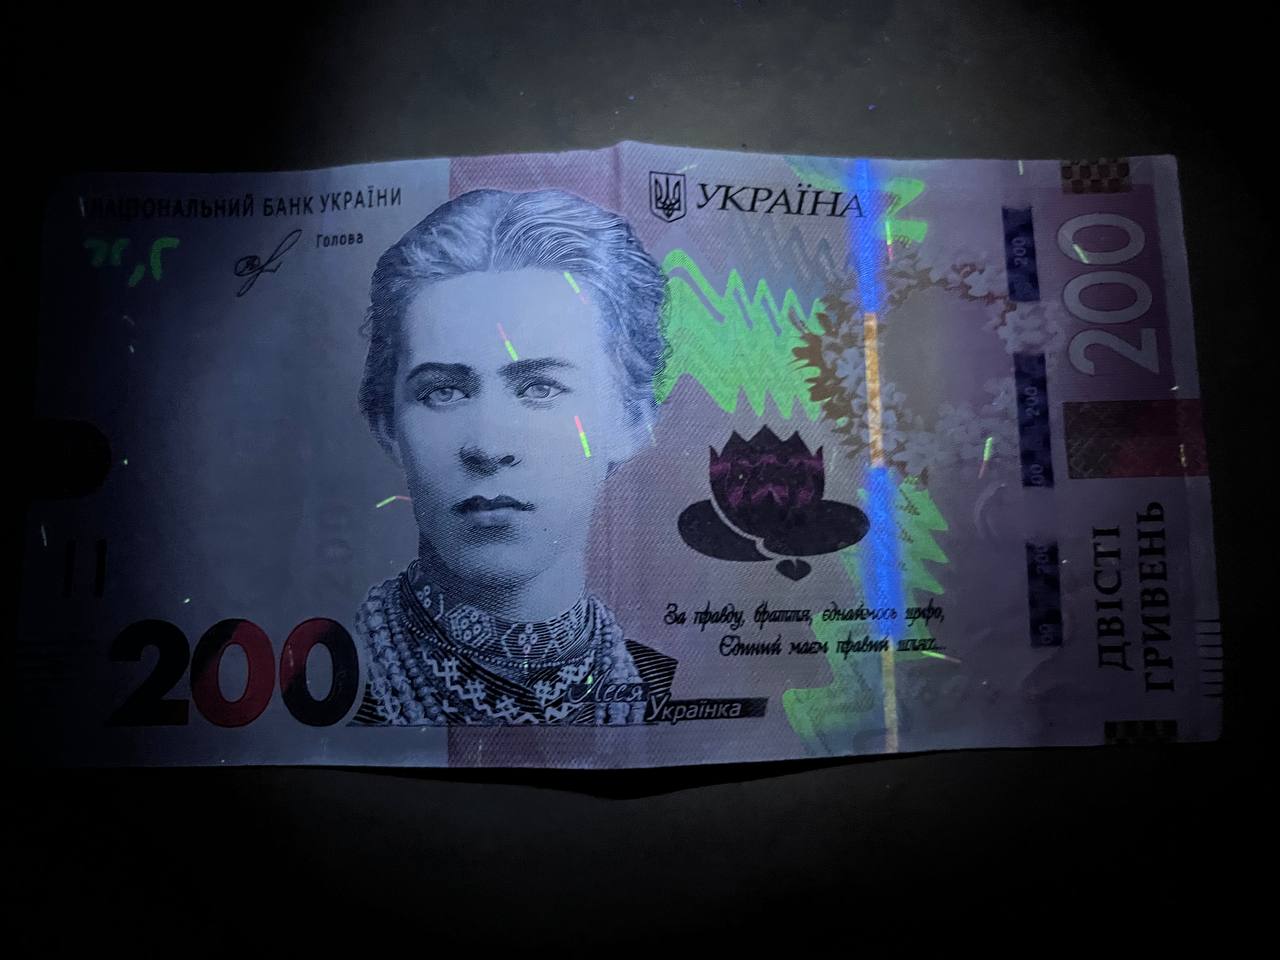 НАЦІОНАЛЬНИЙ БАНК УКРАЇНИ
Голова
УКРАЇНА
200
200
200
200
За правду, браття, єднаймось щиро,
Єдиний маєм правий шлях...
Леся
Українка
200
ДВІСТІ
ГРИВЕНЬ